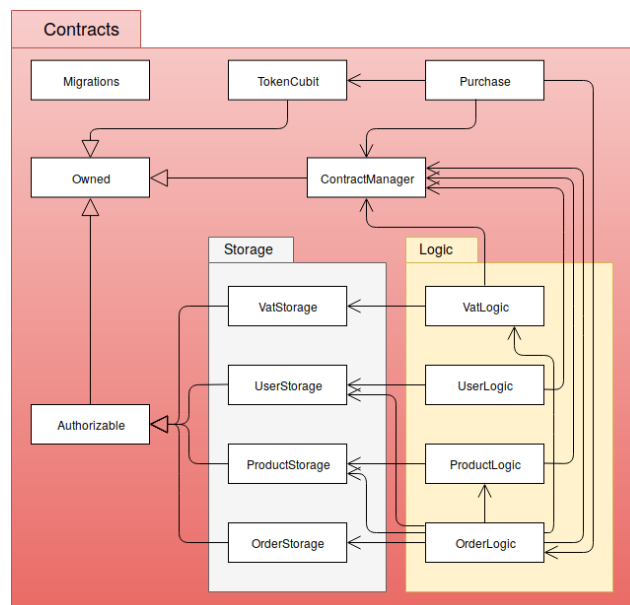 Contracts
Migrations
TokenCubit
Purchase
Owned
ContractManager
Storage
Logic
VatStorage
VatLogic
UserStorage
UserLogic
Authorizable
ProductStorage
ProductLogic
OrderStorage
OrderLogic